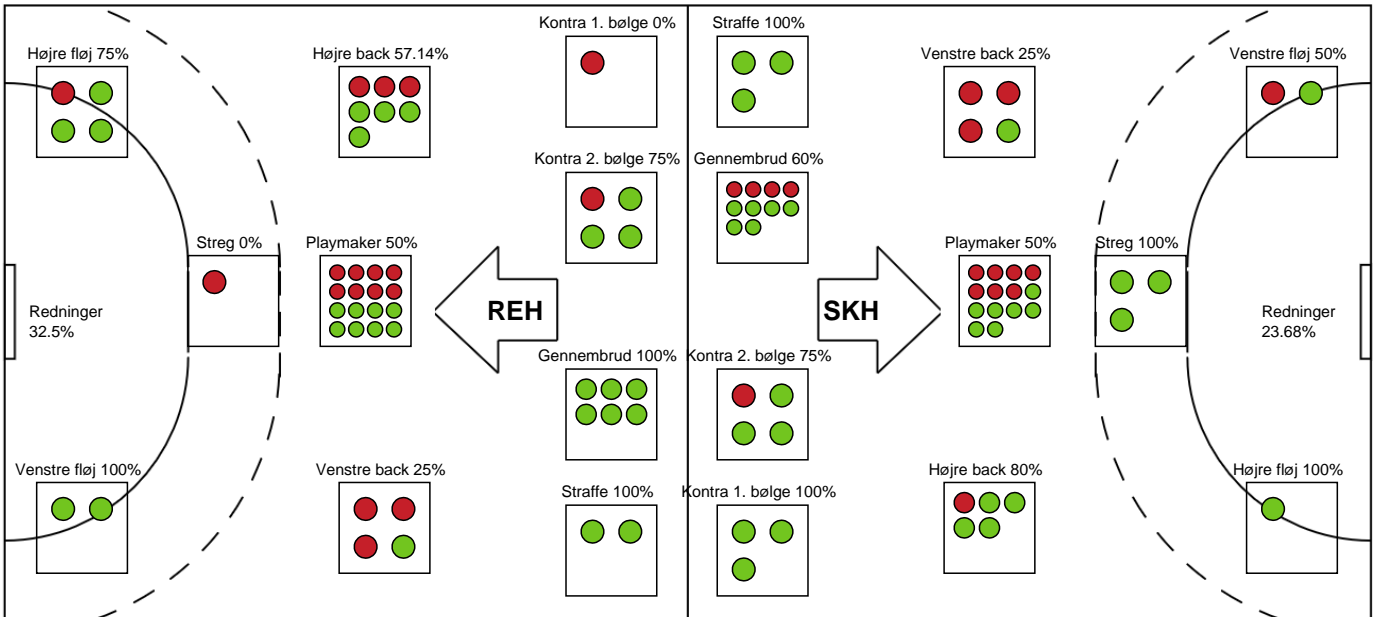 Kontra 1. bølge 0%
Straffe 100%
Højre fløj 75%
Højre back 57.14%
Venstre back 25%
Venstre fløj 50%
Kontra 2. bølge 75%
Gennembrud 60%
Streg 0%
Playmaker 50%
Playmaker 50%
Streg 100%
Redninger
32.5%
REH
SKH
Redninger
23.68%
Gennembrud 100%
Kontra 2. bølge 75%
Venstre fløj 100%
Venstre back 25%
Straffe 100%
Kontra 1. bølge 100%
Højre back 80%
Højre fløj 100%